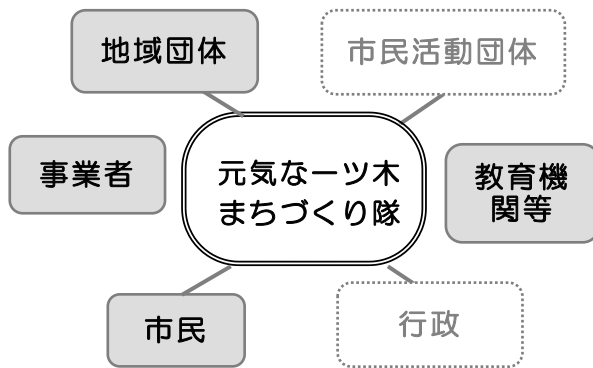 地域団体
市民活動団体
事業者
元気な一ツ木
まちづくり隊
教育機
関等
市民
行政